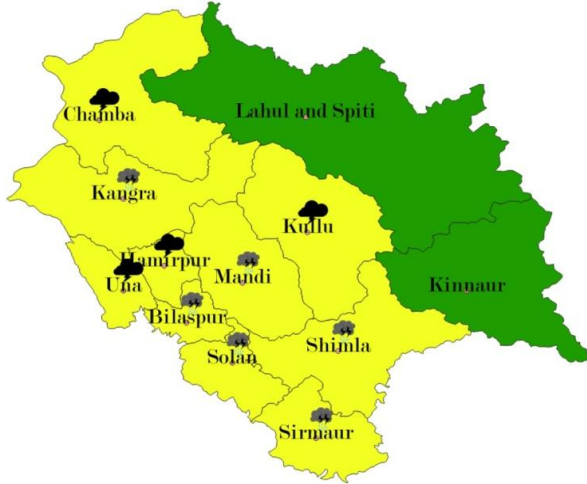 Lahul and Spiti
Chamba
Kangra
Kullu
Hamirpur
Mandi
Una
Kinnaur
Bilaspur
Shimla
Solan
Sirmaur